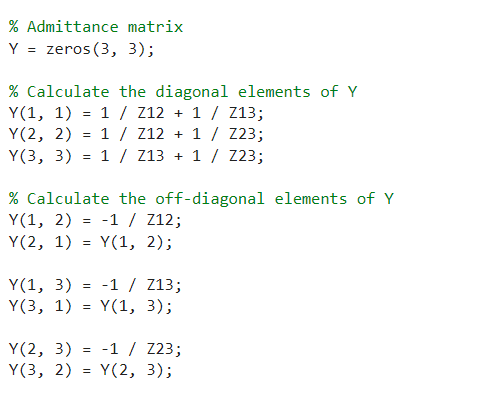 % Admittance matrix
Y = zeros(3, 3);
% Calculate the diagonal elements of Y
Y(1, 1) = 1 / Z12 + 1 / Z13;
Y(2, 2) = 1 / Z12 + 1 / Z23;
Y(3, 3) = 1 / Z13 + 1 / Z23;
% Calculate the off-diagonal elements of Y
Y(1, 2) = -1 / Z12;
Y(2, 1) = Y(1, 2);
Y(1, 3) = -1 / Z13;
Y(3, 1) = Y(1, 3);
Y(2, 3) = -1 / Z23;
Y(3, 2) = Y(2, 3);